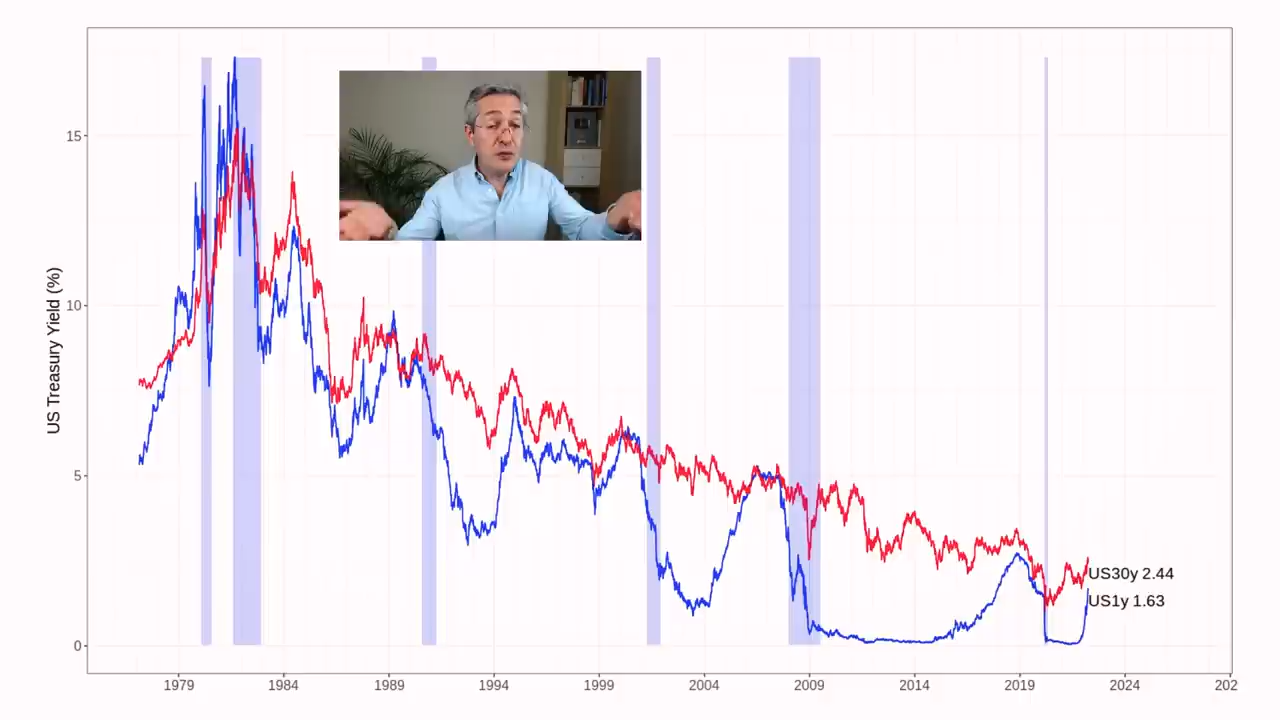 US Treasury Yield (%)
15
10
5
0
US30y 2.44
US1y 1.63
1979 1984 1989 1994 1999 2004 2009 2014 2019 2024 202